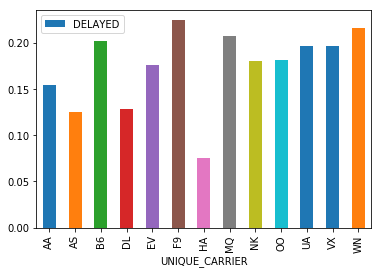 DELAYED
0.20
0.15
0.10
0.05
0.00
AA AS B6 DL EV F9 HA MQ NK OO UA VX WN
UNIQUE_CARRIER